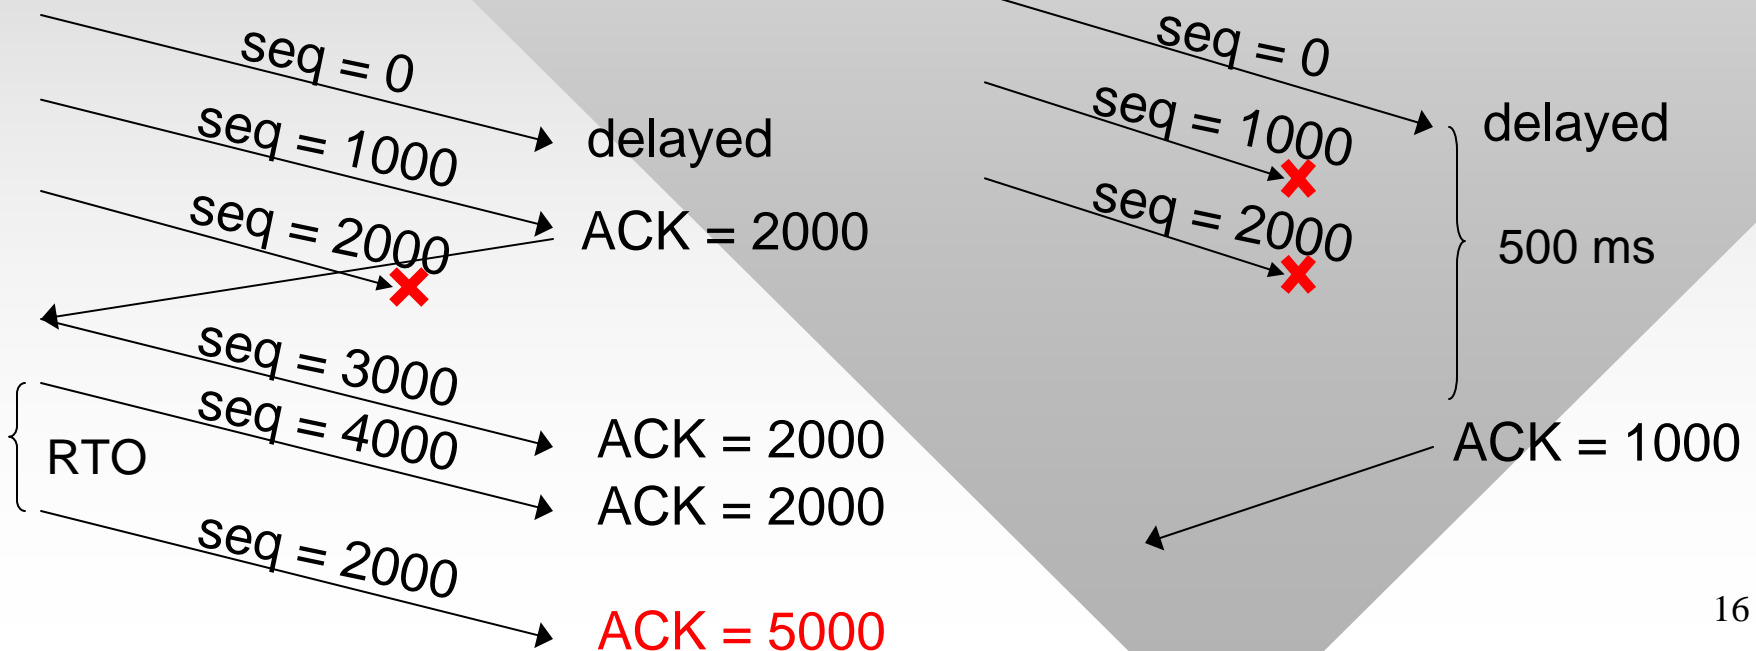 seq = 0
delayed
seq = 1000
ACK = 2000
seq = 2000
seq = 3000
ACK = 2000
seq = 4000
RTO
ACK = 2000
seq = 2000
ACK = 5000
seq = 0
delayed
seq = 1000
seq = 2000
500 ms
ACK = 1000
16